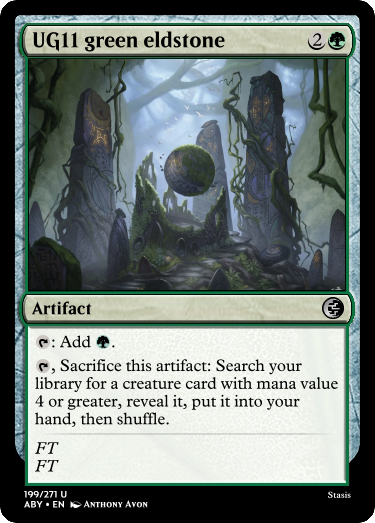 UG11 green eldstone 2
Artifact
: Add .
, Sacrifice this artifact: Search your
library for a creature card with mana value
4 or greater, reveal it, put it into your
hand, then shuffle.
FT
FT
199/271 U
Stasis
ABY • EN Anthony Avon